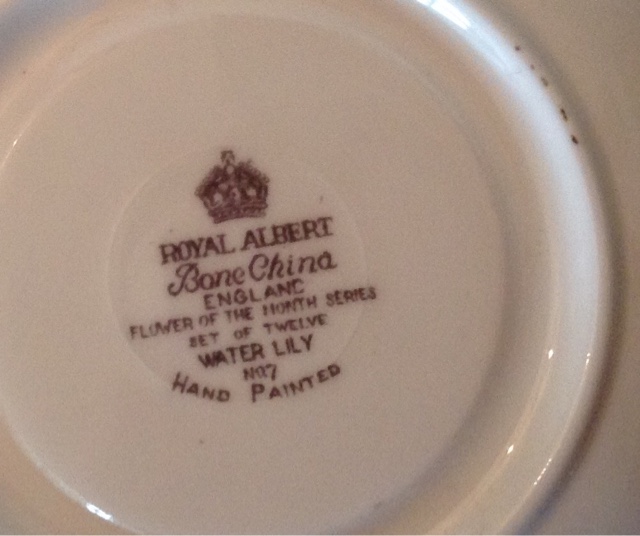 ROYAL ALBERT
Bone China
ENGLAND
FLOWER OF THE MONTH SERIES
SET OF TWELVE
WATER LILY
No7
HAND PAINTED